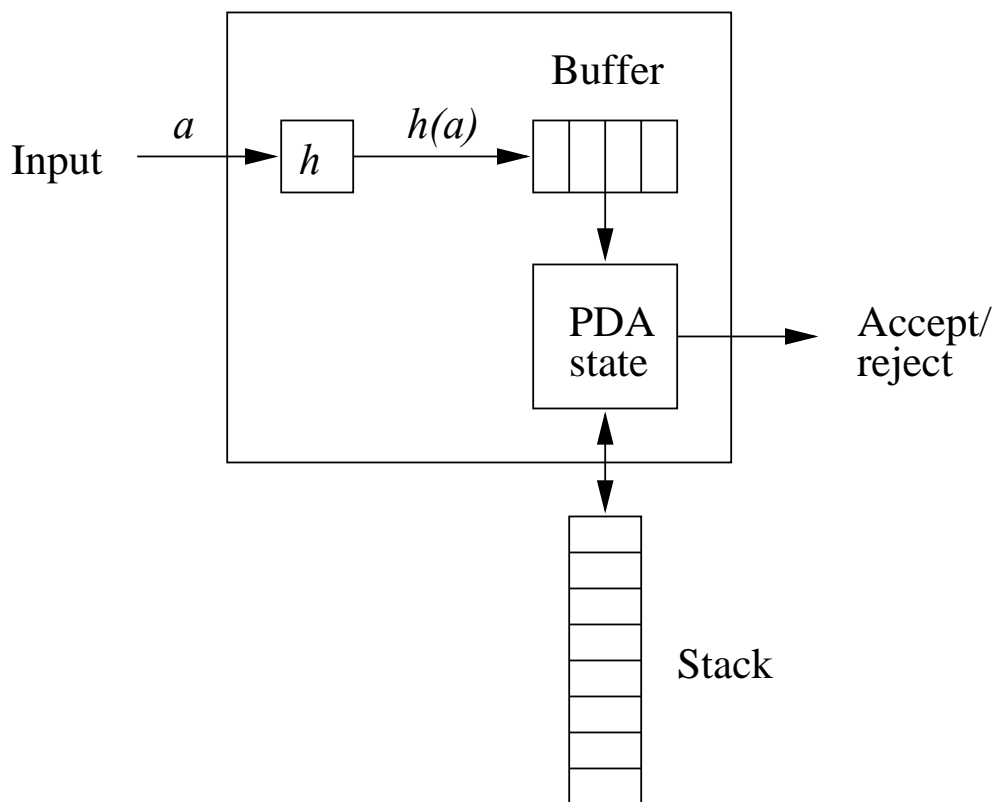 Buffer
a
h(a)
Input
h
PDA
state
Accept/
reject
Stack